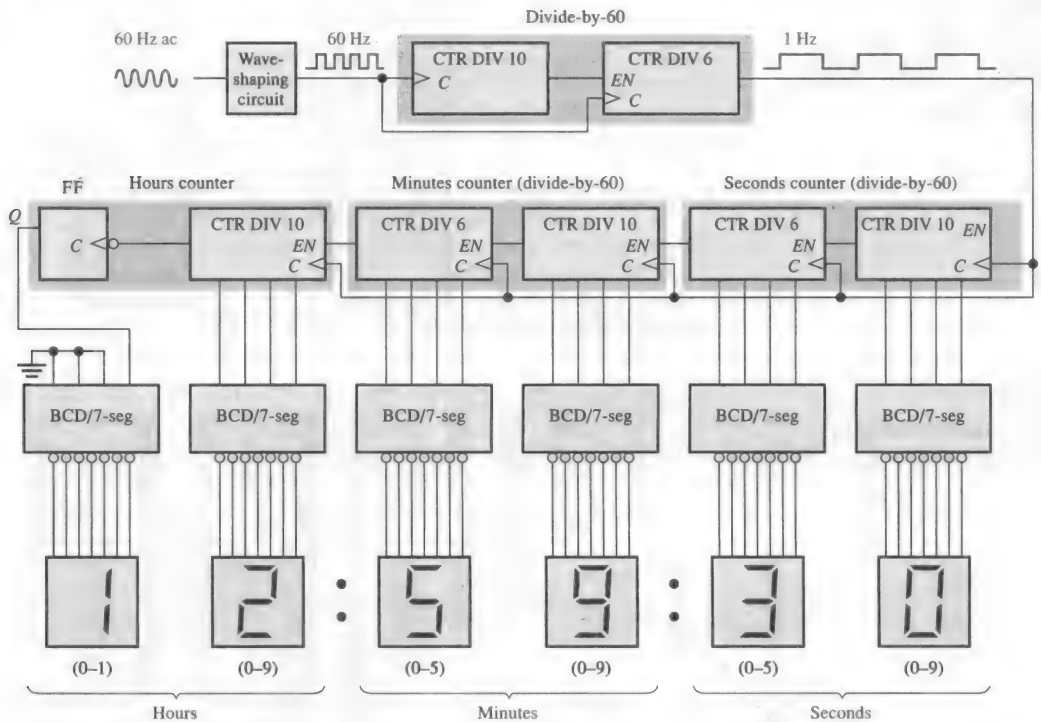 Divide-by-60
60 Hz ac
60 Hz
1 Hz
Wave-
shaping
circuit
CTR DIV 10
C
CTR DIV 6
EN
C
FF
Hours counter
Minutes counter (divide-by-60)
Seconds counter (divide-by-60)
Q
C
CTR DIV 10
EN
C
CTR DIV 6
EN
C
CTR DIV 10
EN
C
CTR DIV 6
EN
C
CTR DIV 10
EN
C
BCD/7-seg
BCD/7-seg
BCD/7-seg
BCD/7-seg
BCD/7-seg
BCD/7-seg
1 2 : 5 9 : 3 0
(0–1)
(0–9)
(0–5)
(0–9)
(0–5)
(0–9)
Hours
Minutes
Seconds